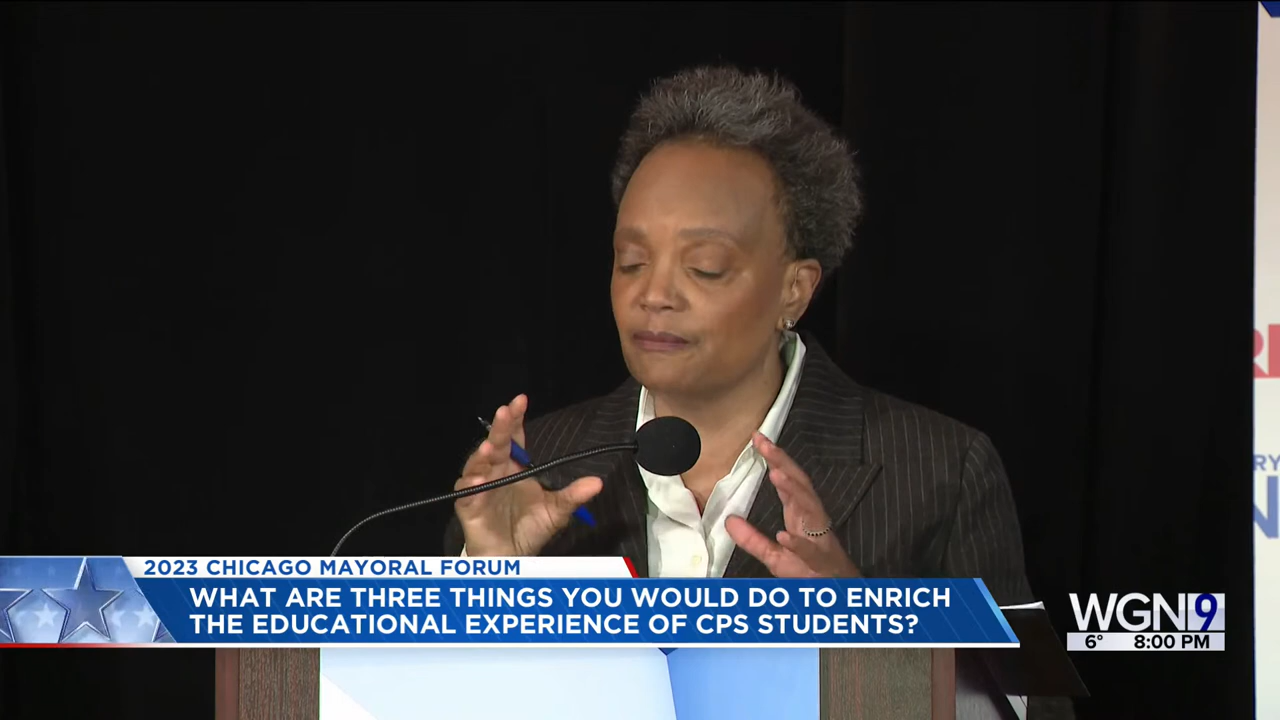 2023 CHICAGO MAYORAL FORUM
WHAT ARE THREE THINGS YOU WOULD DO TO ENRICH
THE EDUCATIONAL EXPERIENCE OF CPS STUDENTS?
WGN9
6° 8:00 PM
RY